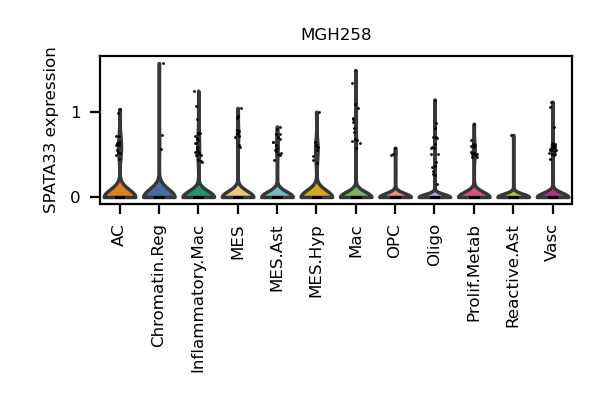 MGH258
SPATA33 expression
1
0
AC
Chromatin.Reg
Inflammatory.Mac
MES
MES.Ast
MES.Hyp
Mac
OPC
Oligo
Prolif.Metab
Reactive.Ast
Vasc